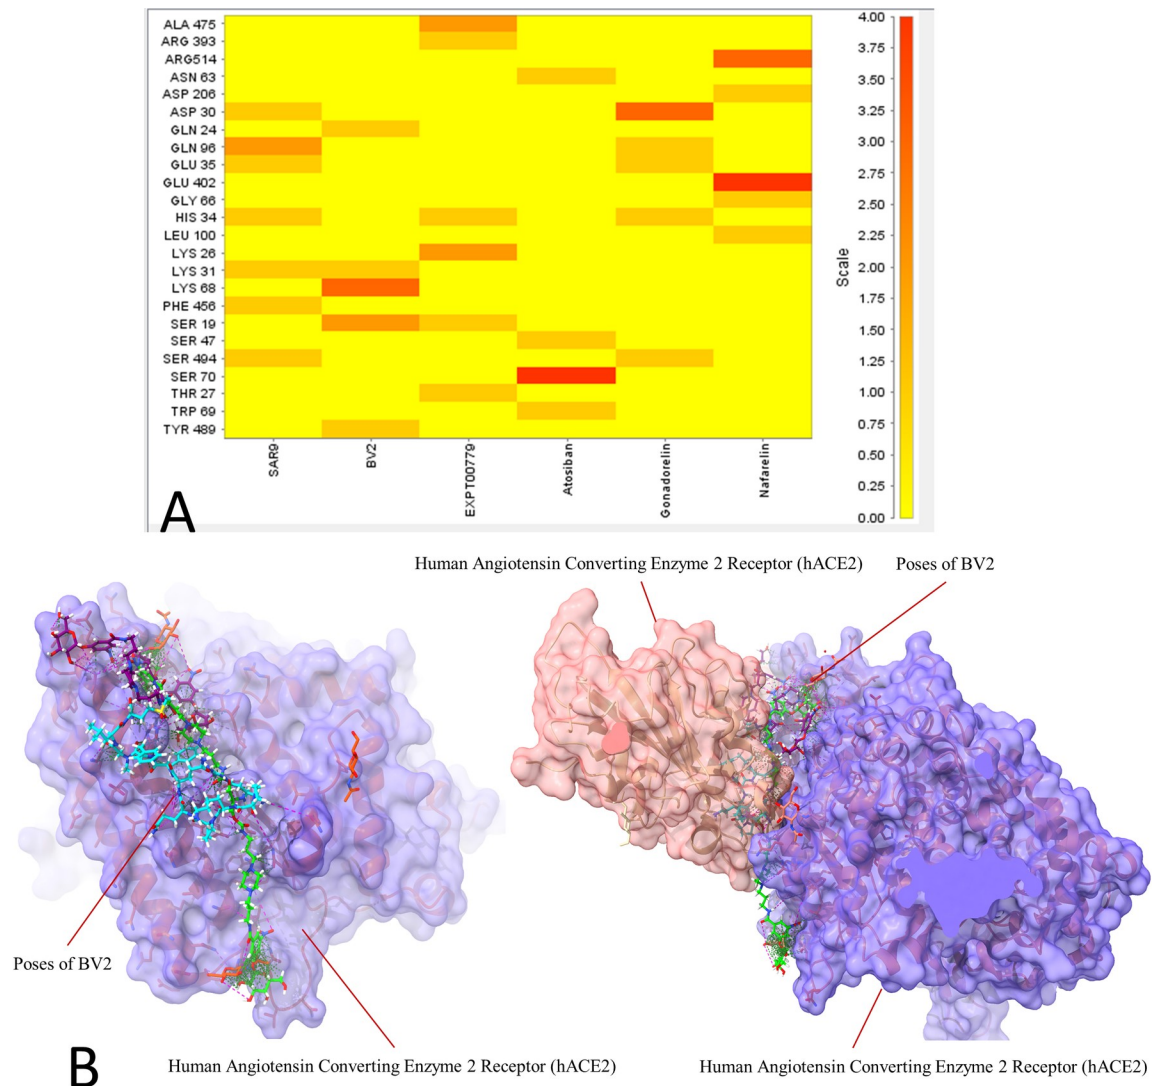 ALA 475
ARG 393
ARG514
ASN 63
ASP 206
ASP 30
GLN 24
GLN 96
GLU 35
GLU 402
GLY 66
HIS 34
LEU 100
LYS 26
LYS 31
LYS 68
PHE 456
SER 19
SER 47
SER 494
SER 70
THR 27
TRP 69
TYR 489
SAR9
BV2
EXPT00779
Atosiban
Gonadorelin
Nafarelin
Scale
4.00
3.75
3.50
3.25
3.00
2.75
2.50
2.25
2.00
1.75
1.50
1.25
1.00
0.75
0.50
0.25
0.00
A
Human Angiotensin Converting Enzyme 2 Receptor (hACE2)
Poses of BV2
Poses of BV2
B
Human Angiotensin Converting Enzyme 2 Receptor (hACE2)
Human Angiotensin Converting Enzyme 2 Receptor (hACE2)